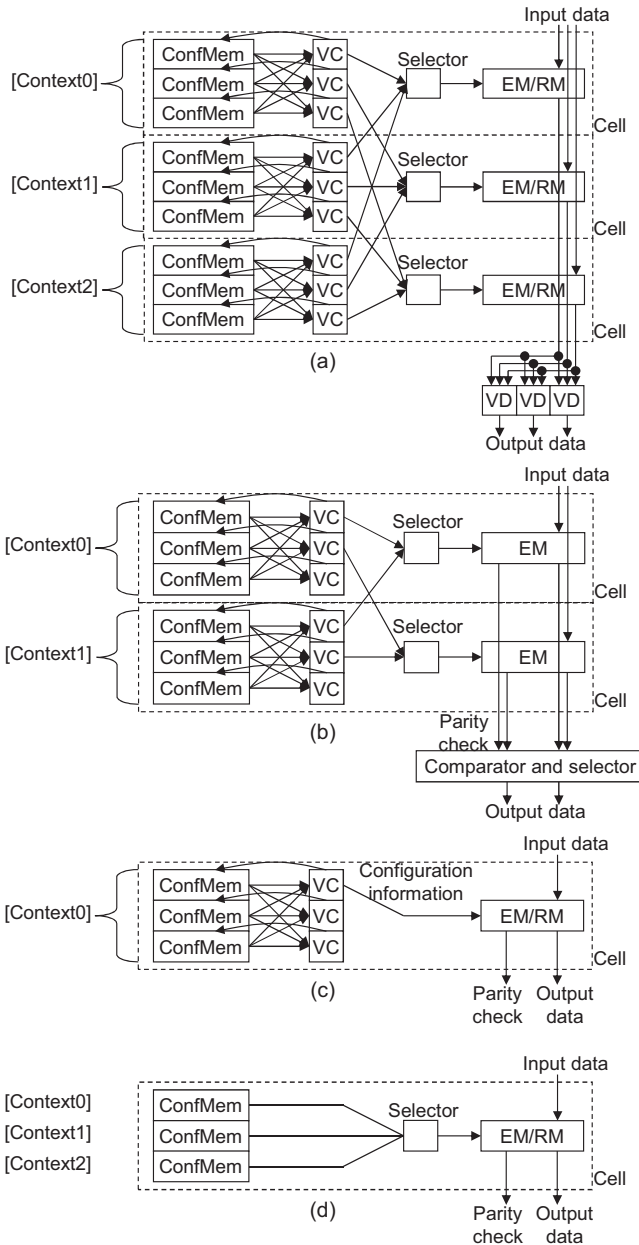 Input data
ConfMem VC Selector
[Context0] ConfMem VC EM/RM
ConfMem VC
Cell
ConfMem VC Selector
[Context1] ConfMem VC EM/RM
ConfMem VC
Cell
ConfMem VC Selector
[Context2] ConfMem VC EM/RM
ConfMem VC
Cell
(a)
VD VD VD
Output data
Input data
ConfMem VC Selector
[Context0] ConfMem VC EM
ConfMem VC
Cell
ConfMem VC Selector
[Context1] ConfMem VC EM
ConfMem VC
Cell
(b)
Parity
check
Comparator and selector
Output data
Input data
ConfMem VC Configuration
information
[Context0] ConfMem VC EM/RM
ConfMem VC
Cell
(c)
Parity Output
check data
Input data
[Context0] ConfMem Selector
[Context1] ConfMem EM/RM
[Context2] ConfMem
Cell
(d)
Parity Output
check data